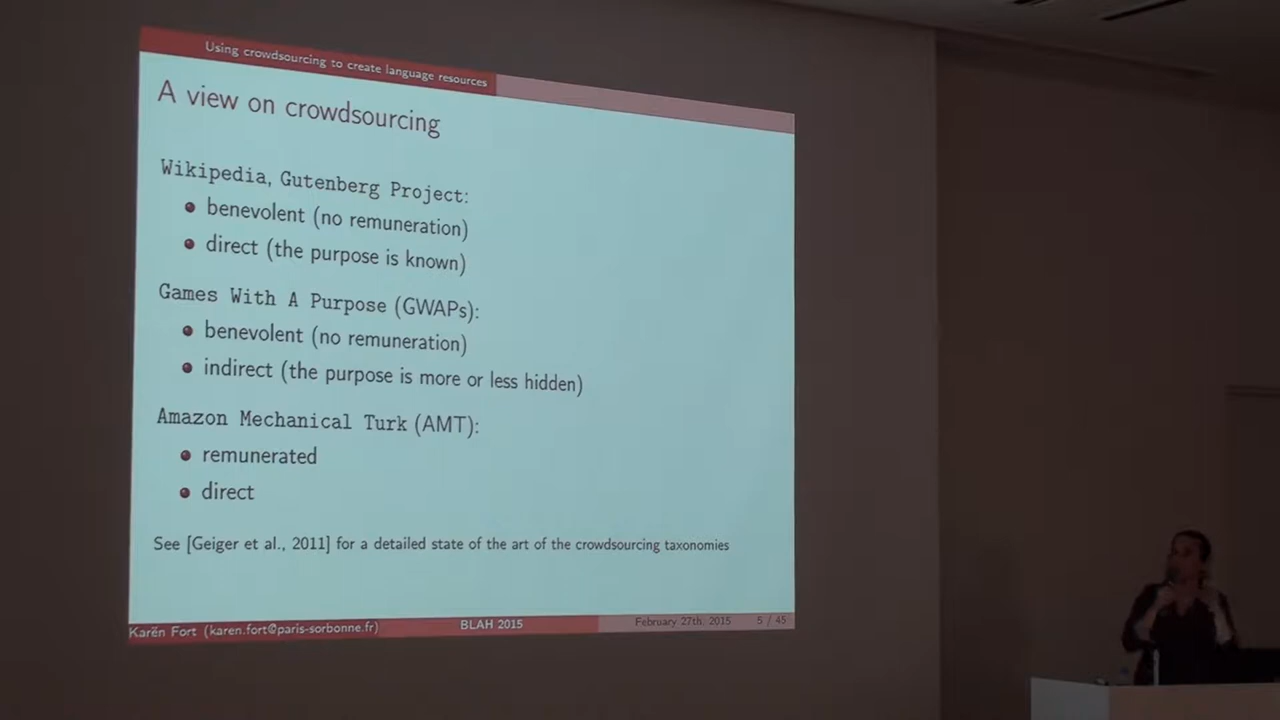 Using crowdsourcing to create language resources
A view on crowdsourcing
Wikipedia, Gutenberg Project:
benevolent (no remuneration)
direct (the purpose is known)
Games With A Purpose (GWAPs):
benevolent (no remuneration)
indirect (the purpose is more or less hidden)
Amazon Mechanical Turk (AMT):
remunerated
direct
See [Geiger et al., 2011] for a detailed state of the art of the crowdsourcing taxonomies
Karën Fort (karen.fort@paris-sorbonne.fr) BLAH 2015 February 27th, 2015 5 / 45